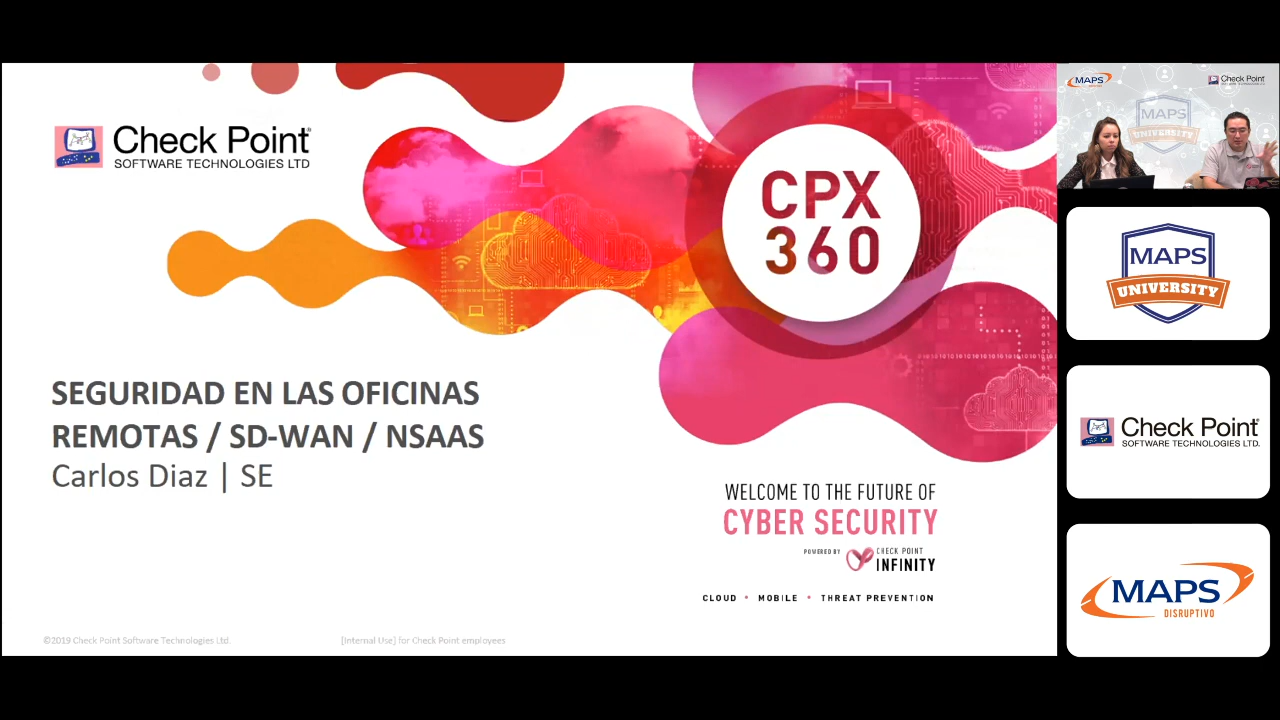 Check Point
SOFTWARE TECHNOLOGIES LTD
CPX
360
SEGURIDAD EN LAS OFICINAS
REMOTAS / SD-WAN / NSAAS
Carlos Diaz | SE
WELCOME TO THE FUTURE OF
CYBER SECURITY
POWERED BY
CHECK POINT
INFINITY
CLOUD • MOBILE • THREAT PREVENTION
©2019 Check Point Software Technologies Ltd.
[Internal Use] for Check Point employees
MAPS
Check Point
MAPS
UNIVERSITY
MAPS
UNIVERSITY
Check Point
SOFTWARE TECHNOLOGIES LTD.
MAPS
DISRUPTIVO